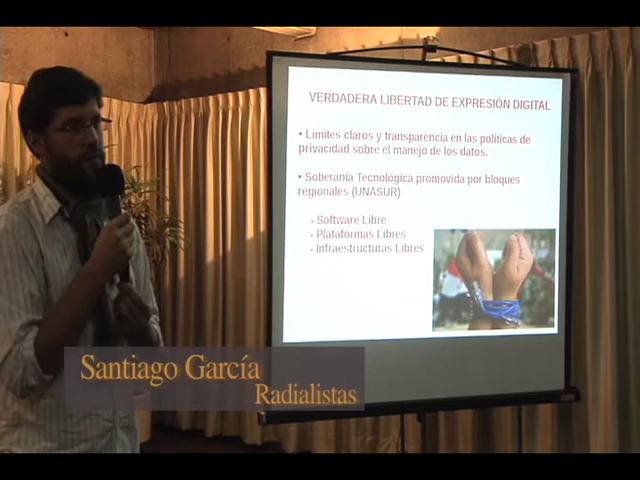 VERDADERA LIBERTAD DE EXPRESIÓN DIGITAL
• Límites claros y transparencia en las políticas de
privacidad sobre el manejo de los datos.
• Soberanía Tecnológica promovida por bloques
regionales (UNASUR)
- Software Libre
- Plataformas Libres
- Infraestructuras Libres
Santiago García
Radialistas